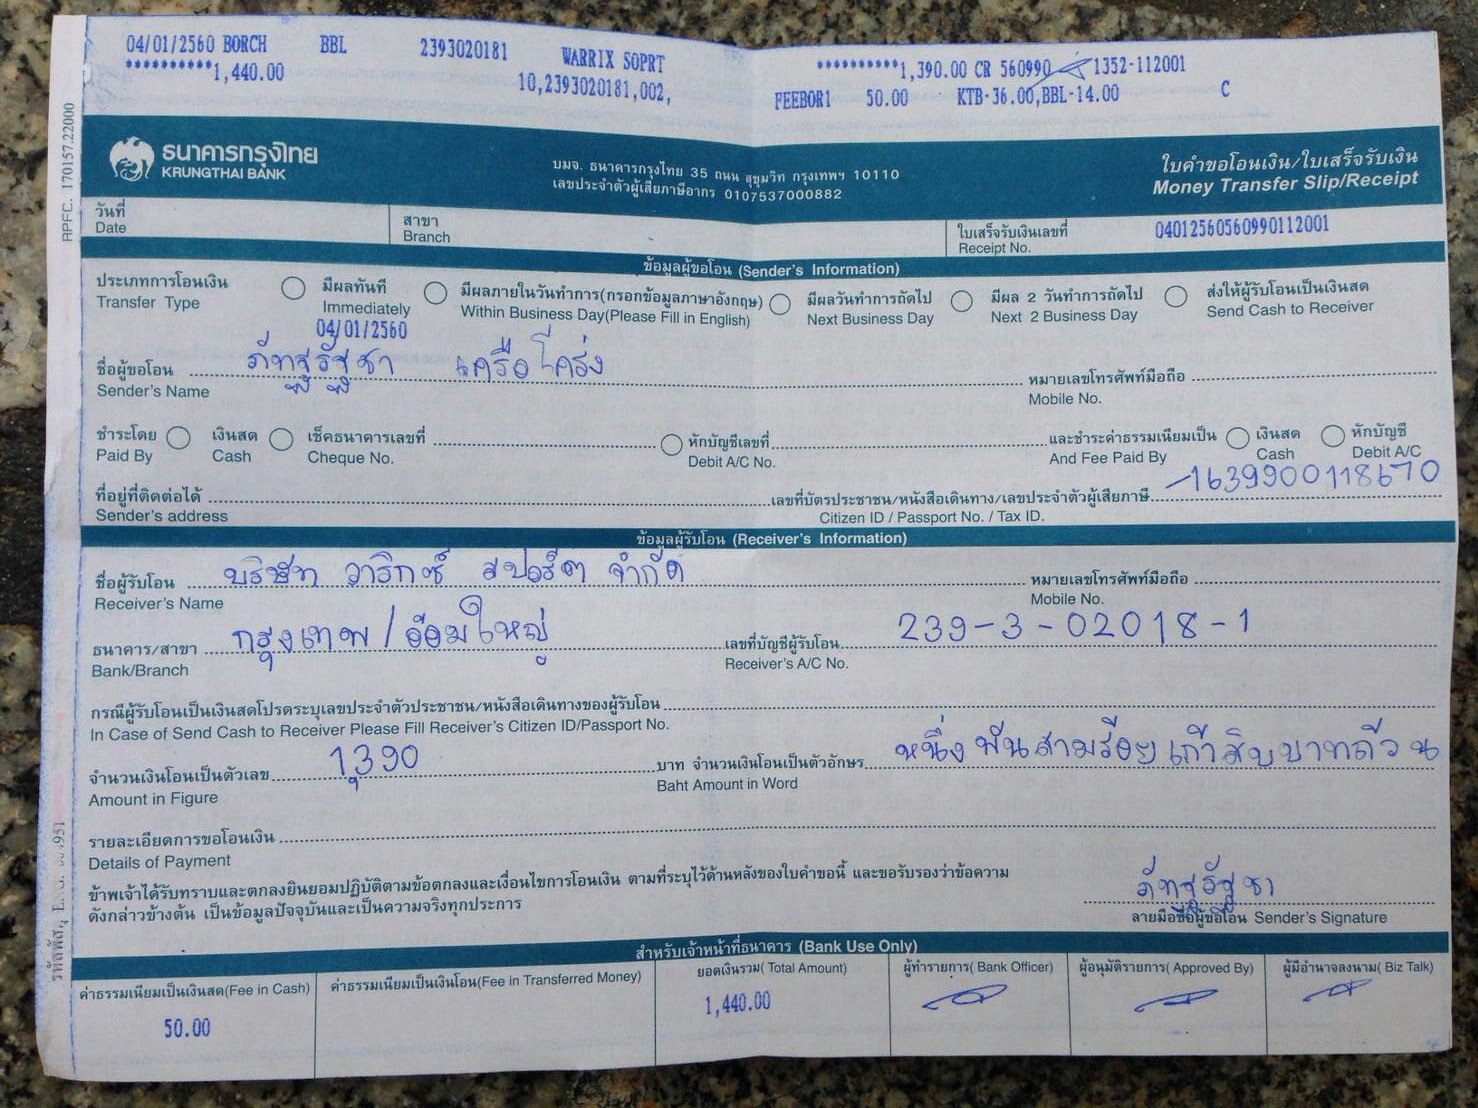 04/01/2560 BORCH BBL 2393020181 WARRIX SOPRT **********1,390.00 CR 560990 1352-112001
**********1,440.00 10,2393020181,002, FEEBOR1 50.00 KTB-36.00,BBL-14.00 C
RPFC. 170157.22000
ธนาคารกรุงไทย
KRUNGTHAI BANK
บมจ. ธนาคารกรุงไทย 35 ถนน สุขุมวิท กรุงเทพฯ 10110
เลขประจำตัวผู้เสียภาษีอากร 0107537000882
ใบคำขอโอนเงิน/ใบเสร็จรับเงิน
Money Transfer Slip/Receipt
วันที่
Date
สาขา
Branch
ใบเสร็จรับเงินเลขที่ 04012560560990112001
Receipt No.
ข้อมูลผู้ขอโอน (Sender's Information)
ประเภทการโอนเงิน มีผลทันที มีผลภายในวันทำการ(กรอกข้อมูลภาษาอังกฤษ) มีผลวันทำการถัดไป มีผล 2 วันทำการถัดไป ส่งให้ผู้รับโอนเป็นเงินสด
Transfer Type Immediately Within Business Day(Please Fill in English) Next Business Day Next 2 Business Day Send Cash to Receiver
04/01/2560
ชื่อผู้ขอโอน ภัทฐรัฐชา เครือโคร่ง หมายเลขโทรศัพท์มือถือ
Sender's Name Mobile No.
ชำระโดย เงินสด เช็คธนาคารเลขที่ หักบัญชีเลขที่ และชำระค่าธรรมเนียมเป็น เงินสด หักบัญชี
Paid By Cash Cheque No. Debit A/C No. And Fee Paid By Cash Debit A/C
ที่อยู่ที่ติดต่อได้ เลขที่บัตรประชาชน/หนังสือเดินทาง/เลขประจำตัวผู้เสียภาษี 1639900118670
Sender's address Citizen ID / Passport No. / Tax ID.
ข้อมูลผู้รับโอน (Receiver's Information)
ชื่อผู้รับโอน บริษัท วาริกซ์ สปอร์ต จำกัด หมายเลขโทรศัพท์มือถือ
Receiver's Name Mobile No.
ธนาคาร/สาขา กรุงเทพ/อ้อมใหญ่ เลขที่บัญชีผู้รับโอน 239-3-02018-1
Bank/Branch Receiver's A/C No.
กรณีผู้รับโอนเป็นเงินสดโปรดระบุเลขประจำตัวประชาชน/หนังสือเดินทางของผู้รับโอน
In Case of Send Cash to Receiver Please Fill Receiver's Citizen ID/Passport No.
จำนวนเงินโอนเป็นตัวเลข 1,390 บาท จำนวนเงินโอนเป็นตัวอักษร หนึ่งพันสามร้อยเก้าสิบบาทถ้วน
Amount in Figure Baht Amount in Word
รายละเอียดการขอโอนเงิน
Details of Payment
ข้าพเจ้าได้รับทราบและตกลงยินยอมปฏิบัติตามข้อตกลงและเงื่อนไขการโอนเงิน ตามที่ระบุไว้ด้านหลังของใบคำขอนี้ และขอรับรองว่าข้อความ
ดังกล่าวข้างต้น เป็นข้อมูลปัจจุบันและเป็นความจริงทุกประการ
ภัทฐรัฐชา
ลายมือชื่อผู้ขอโอน Sender's Signature
สำหรับเจ้าหน้าที่ธนาคาร (Bank Use Only)
ค่าธรรมเนียมเป็นเงินสด(Fee in Cash) ค่าธรรมเนียมเป็นเงินโอน(Fee in Transferred Money) ยอดเงินรวม( Total Amount) ผู้ทำรายการ( Bank Officer) ผู้อนุมัติรายการ( Approved By) ผู้มีอำนาจลงนาม( Biz Talk)
50.00 1,440.00